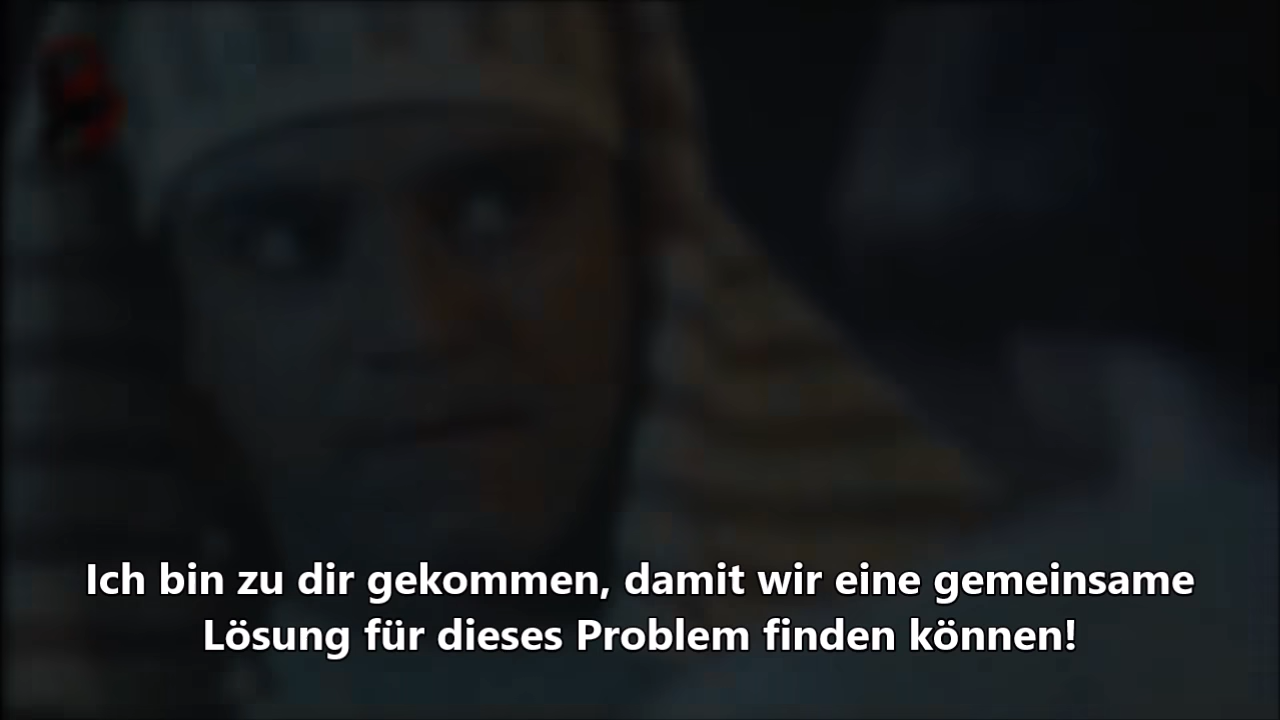 Ich bin zu dir gekommen, damit wir eine gemeinsame
Lösung für dieses Problem finden können!